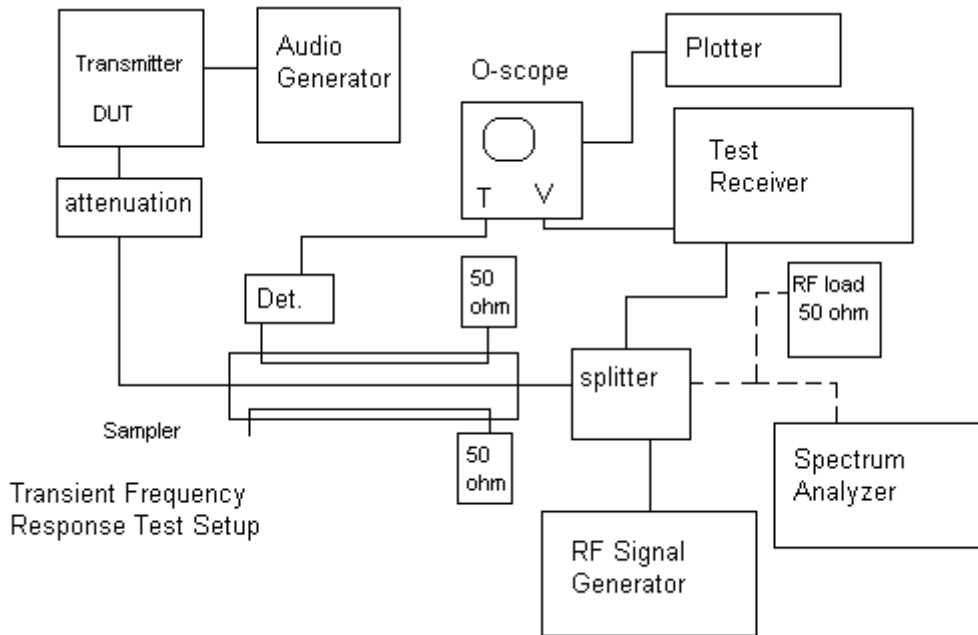 Transmitter
DUT
Audio
Generator
O-scope
T V
Plotter
Test
Receiver
attenuation
Det.
50
ohm
RF load
50 ohm
splitter
Sampler
50
ohm
Spectrum
Analyzer
Transient Frequency
Response Test Setup
RF Signal
Generator